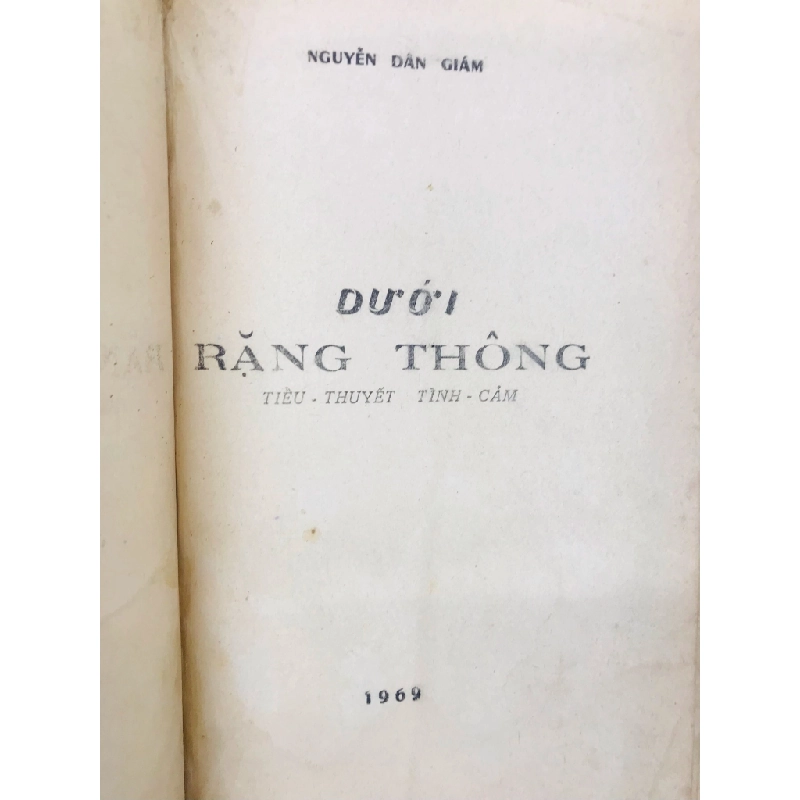 NGUYỄN DÂN GIÁM
DƯỚI
RẶNG THÔNG
TIỂU - THUYẾT TÌNH - CẢM
1969